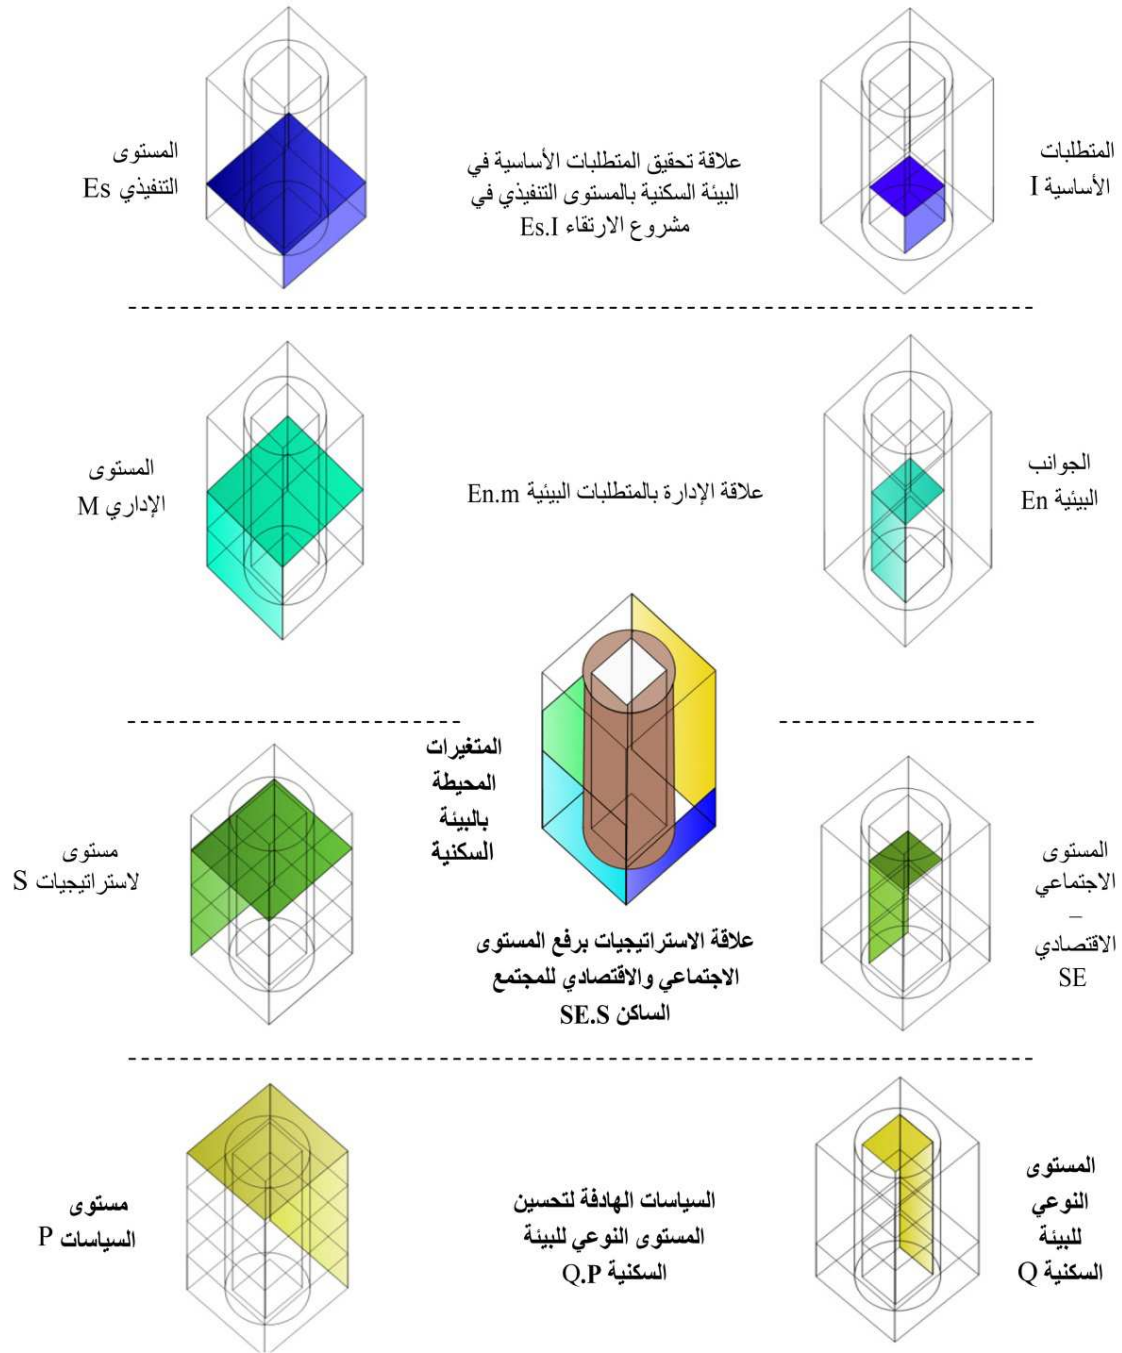 المتطلبات
الأساسية I
علاقة تحقيق المتطلبات الأساسية في
البيئة السكنية بالمستوى التنفيذي في
مشروع الارتقاء Es.I
المستوى
التنفيذي Es
الجوانب
البيئية En
علاقة الإدارة بالمتطلبات البيئية En.m
المستوى
الإداري M
المتغيرات
المحيطة
بالبيئة
السكنية
المستوى
الاجتماعي
–
الاقتصادي
SE
علاقة الاستراتيجيات برفع المستوى
الاجتماعي والاقتصادي للمجتمع
الساكن SE.S
مستوى
لاستراتيجيات S
المستوى
النوعي
للبيئة
السكنية Q
السياسات الهادفة لتحسين
المستوى النوعي للبيئة
السكنية Q.P
مستوى
السياسات P